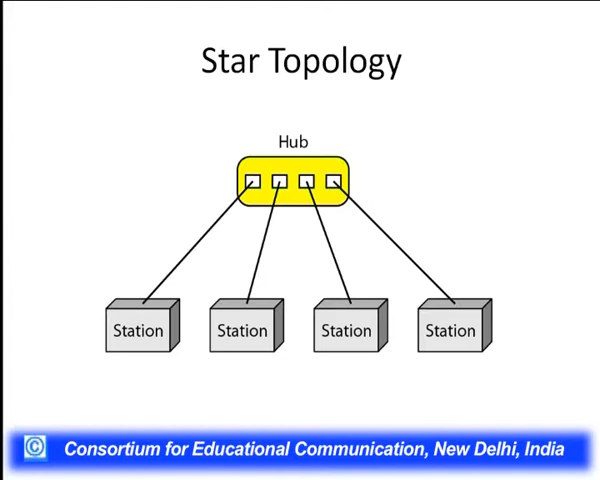 Star Topology
Hub
Station Station Station Station
© Consortium for Educational Communication, New Delhi, India